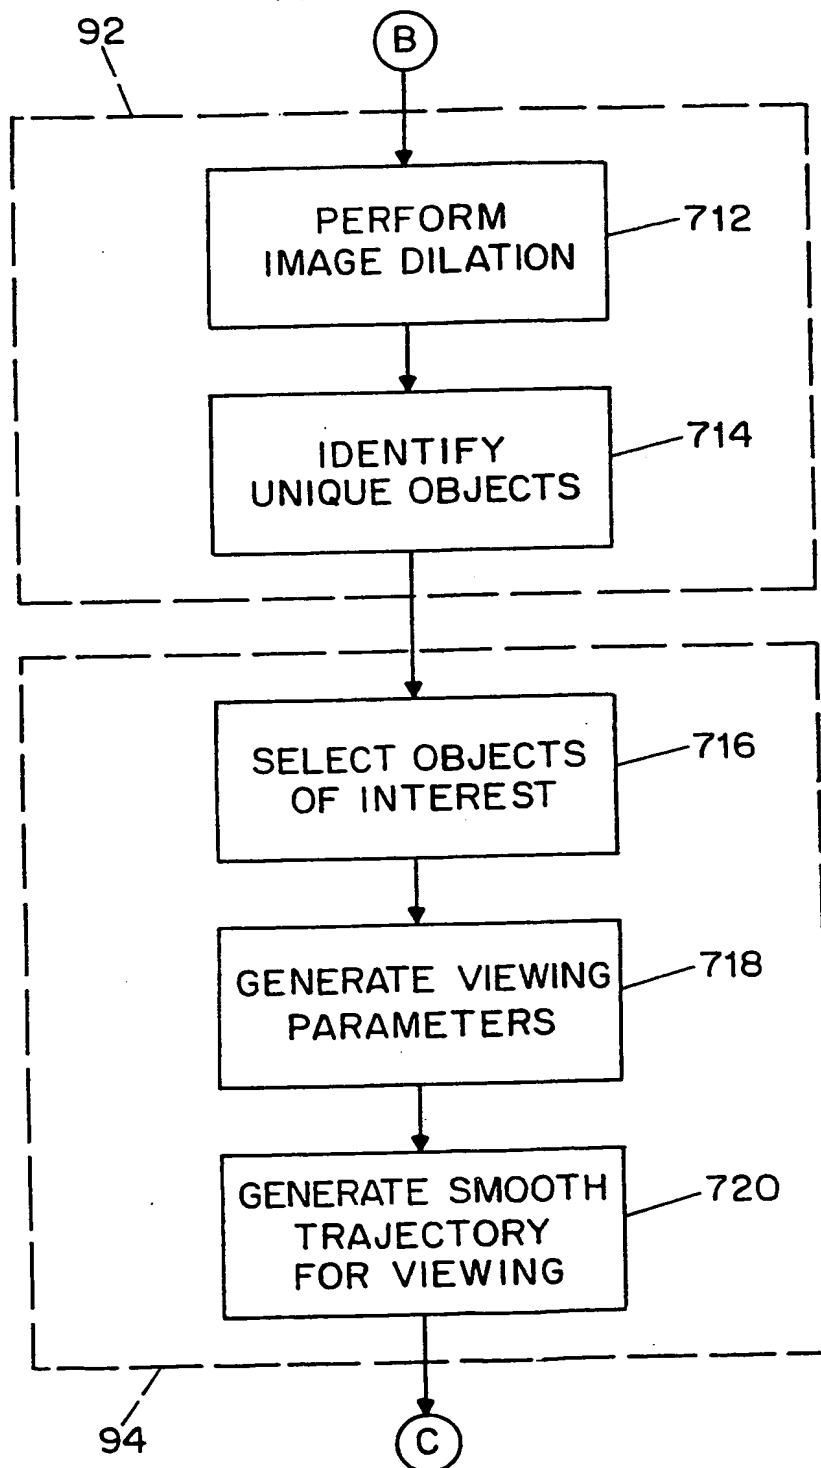 92
B
PERFORM
IMAGE DILATION
712
IDENTIFY
UNIQUE OBJECTS
714
SELECT OBJECTS
OF INTEREST
716
GENERATE VIEWING
PARAMETERS
718
GENERATE SMOOTH
TRAJECTORY
FOR VIEWING
720
94
C